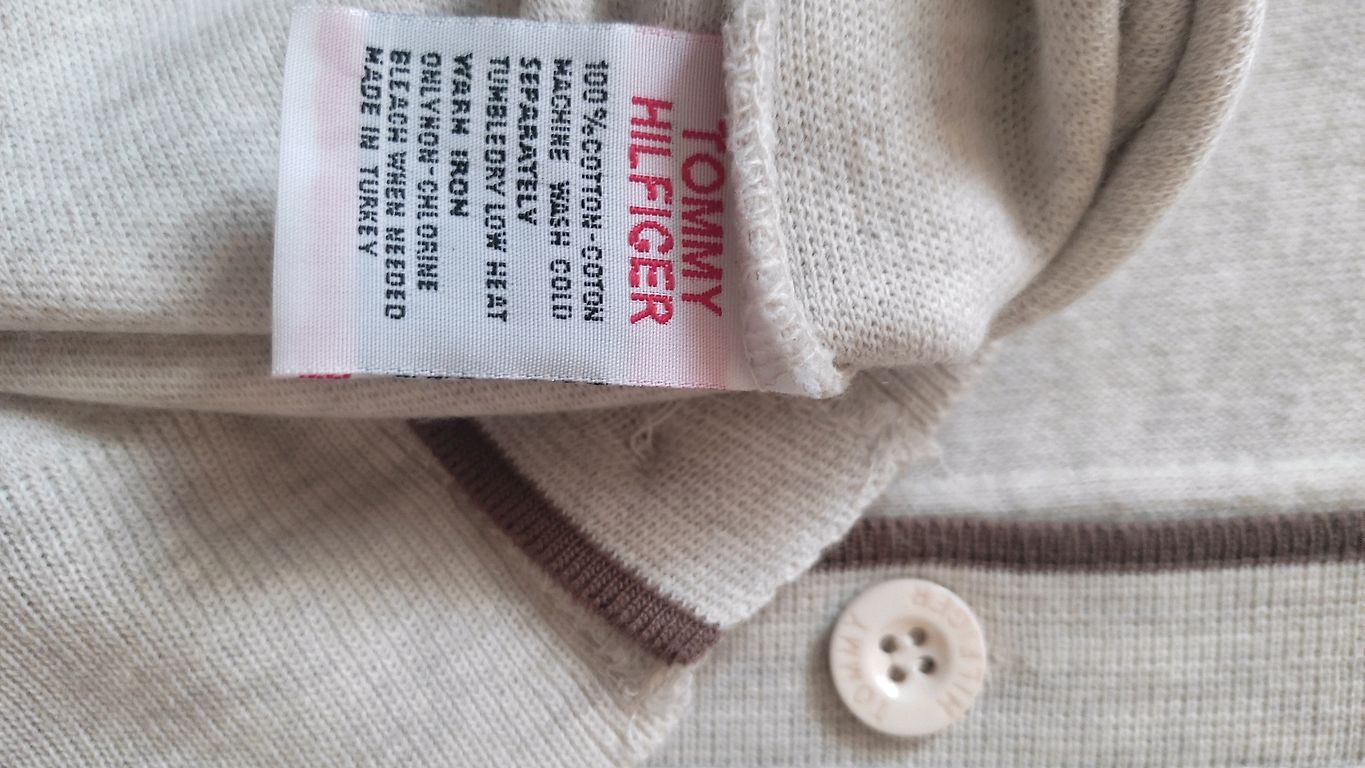 TOMMY
HILFIGER
100%COTTON-COTON
MACHINE WASH COLD
SEPARATELY
TUMBLEDRY LOW HEAT
WARM IRON
ONLYNON-CHLORINE
BLEACH WHEN NEEDED
MADE IN TURKEY
TOMMY HILFIGER